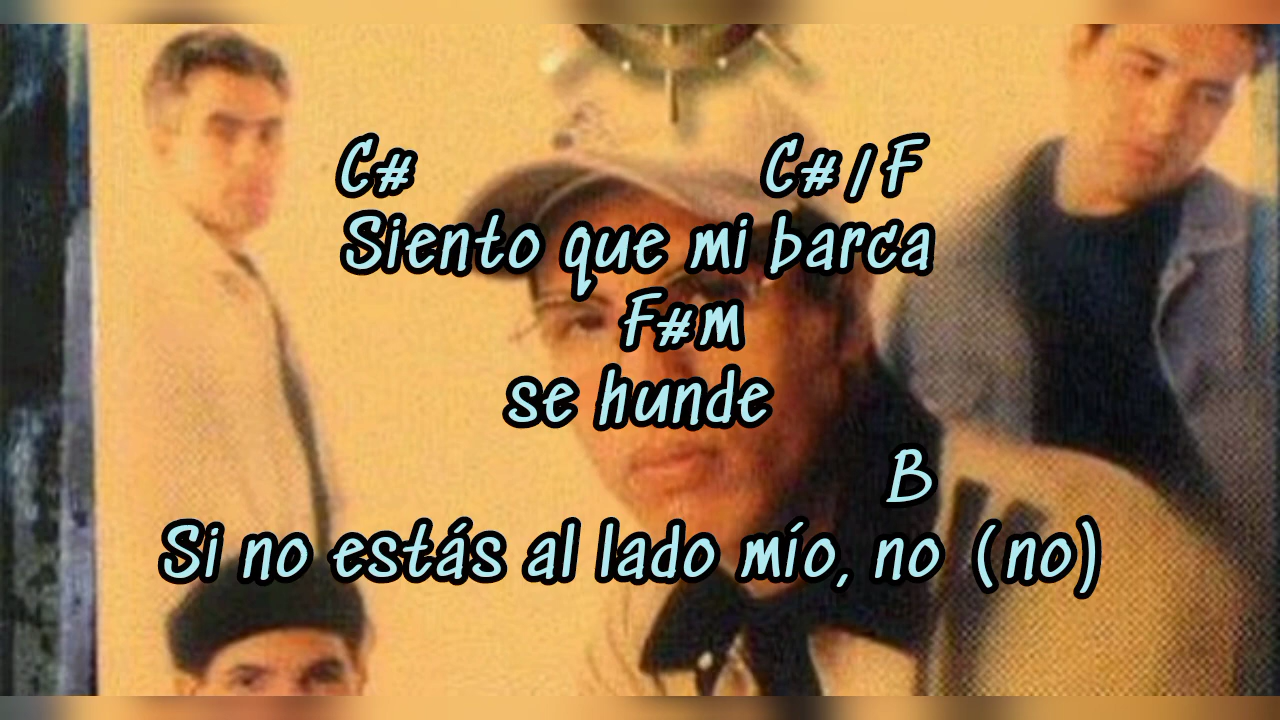 C# C#/F
Siento que mi barca
F#m
se hunde
B
Si no estás al lado mío, no (no)